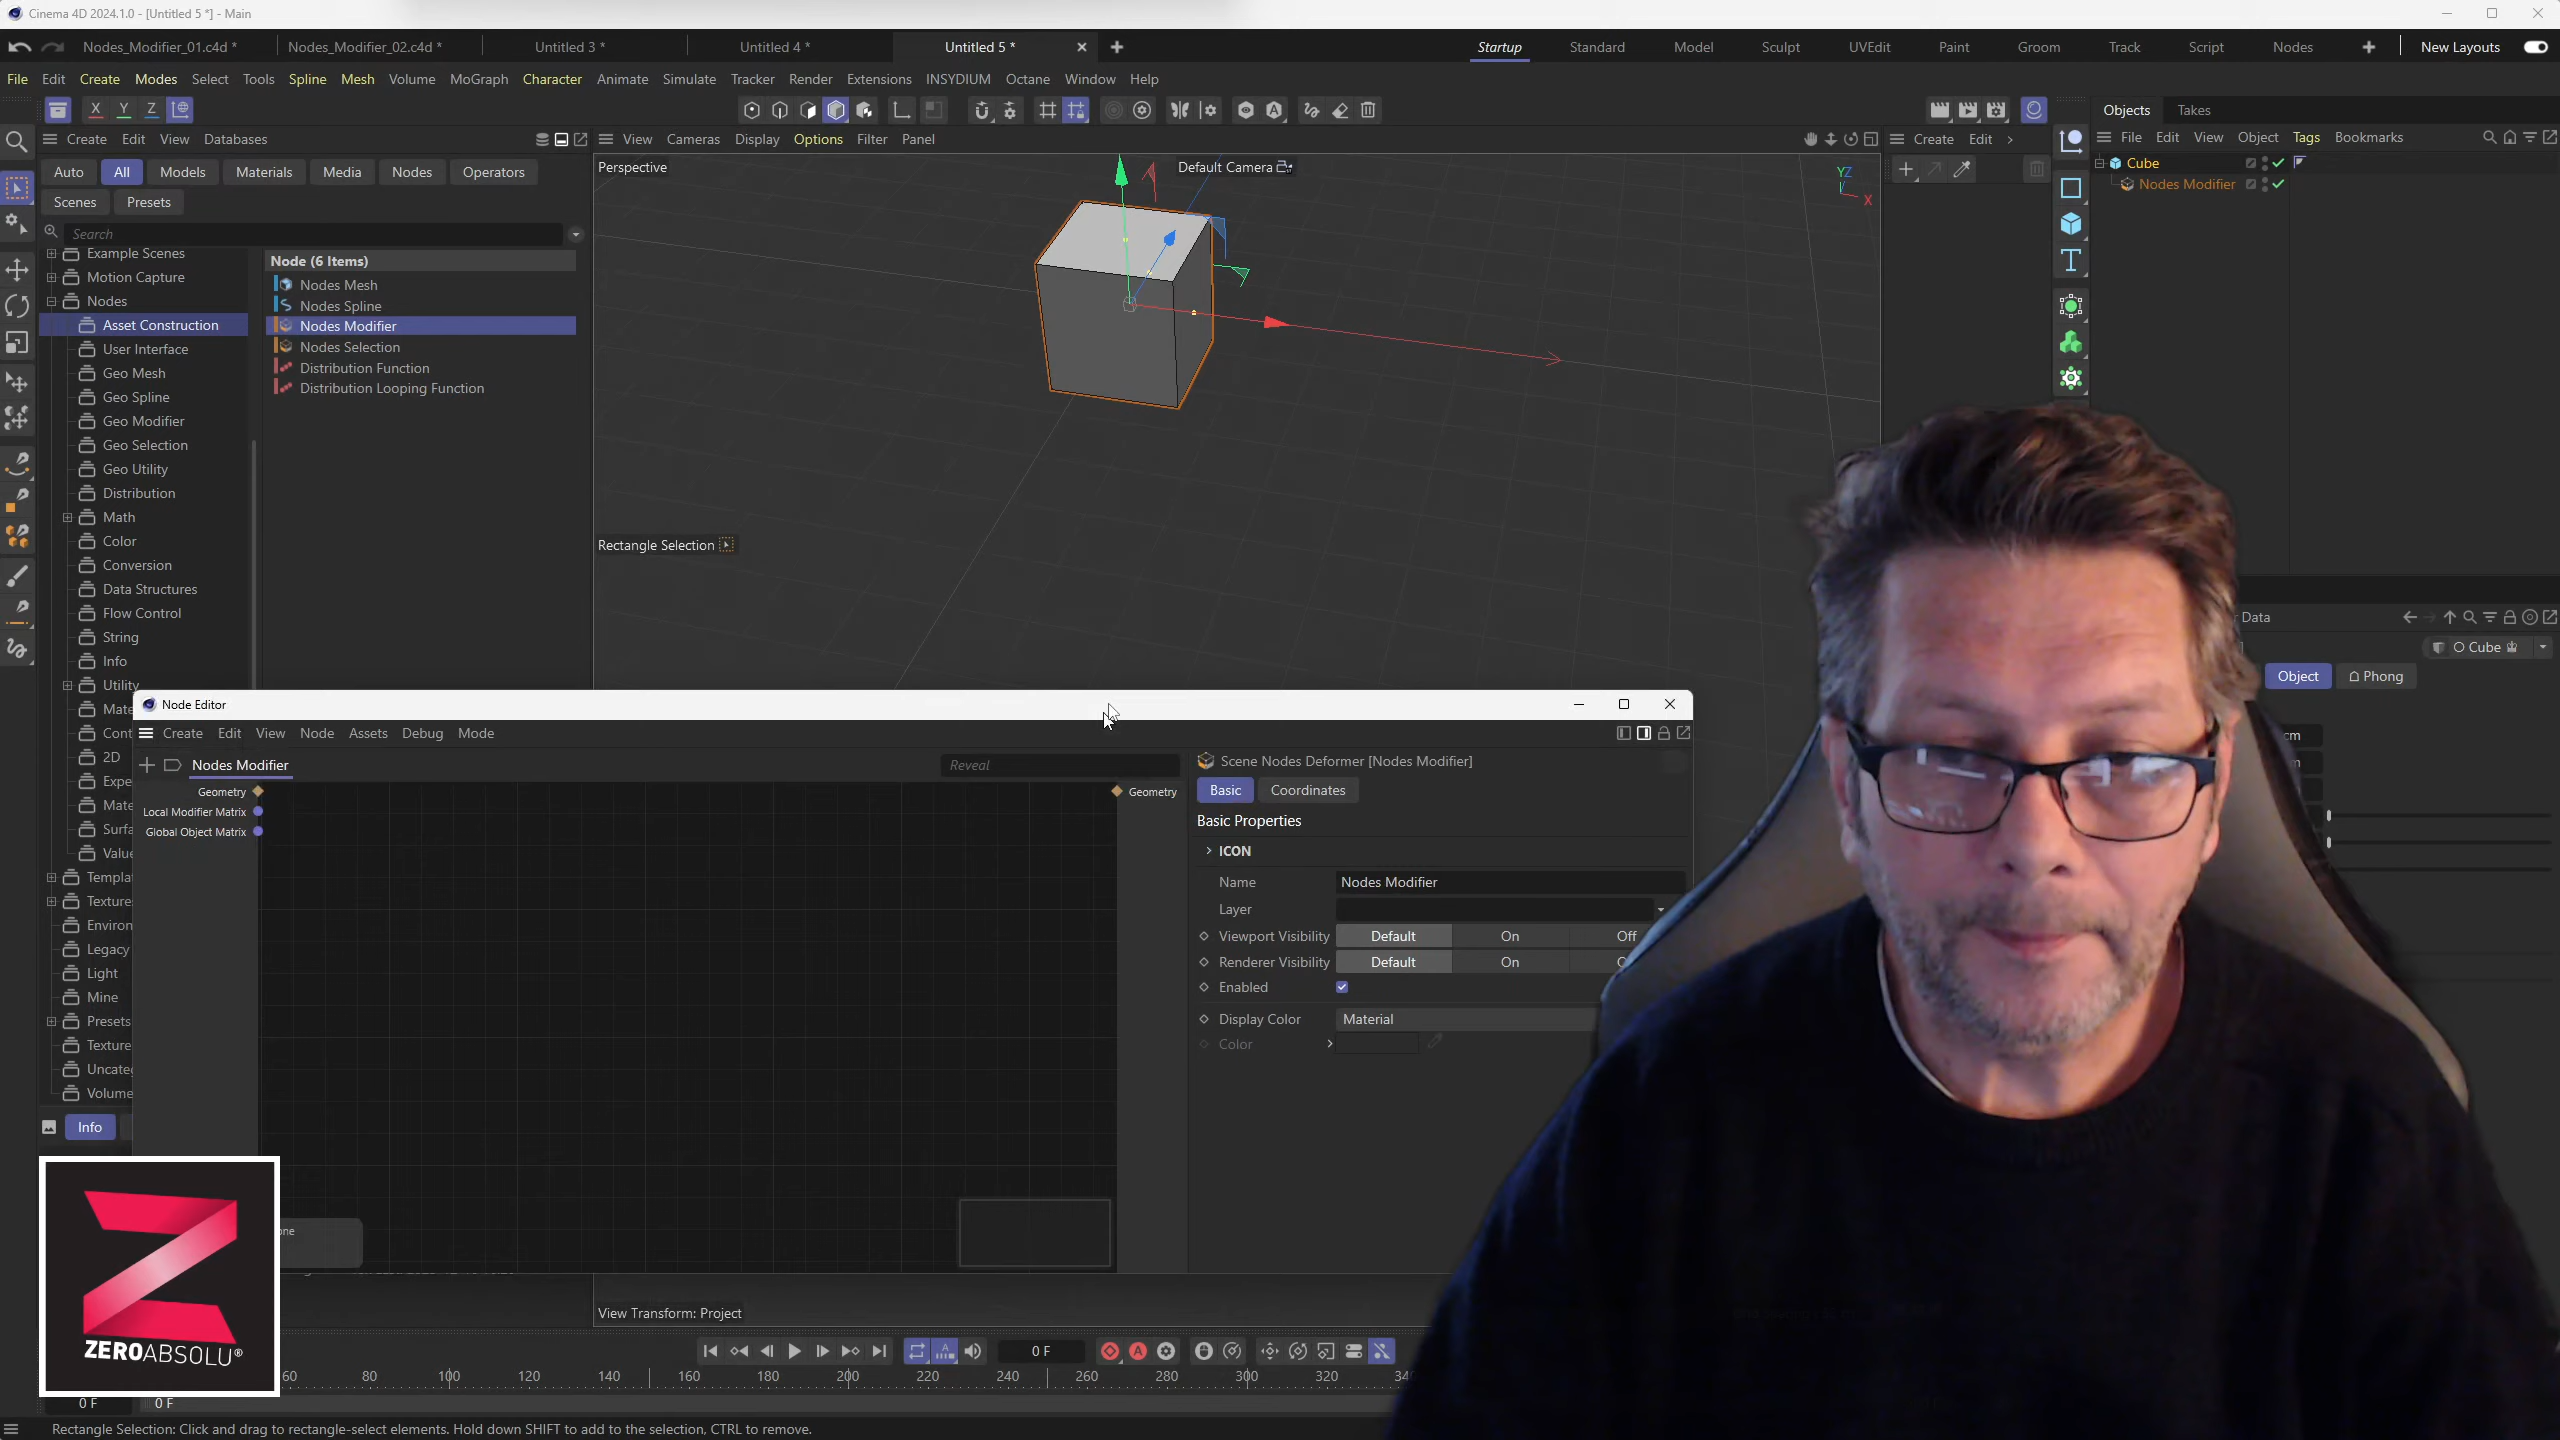 Cinema 4D 2024.1.0 - [Untitled 5 *] - Main
Nodes_Modifier_01.c4d * Nodes_Modifier_02.c4d * Untitled 3 * Untitled 4 * Untitled 5 * Startup Standard Model Sculpt UVEdit Paint Groom Track Script Nodes New Layouts
File Edit Create Modes Select Tools Spline Mesh Volume MoGraph Character Animate Simulate Tracker Render Extensions INSYDIUM Octane Window Help
X Y Z Objects Takes
Create Edit View Databases View Cameras Display Options Filter Panel Create Edit File Edit View Object Tags Bookmarks
Auto All Models Materials Media Nodes Operators
Scenes Presets
Search
Perspective Default Camera
YZ
X
Cube
Nodes Modifier
Example Scenes
Motion Capture
Nodes
Asset Construction
User Interface
Geo Mesh
Geo Spline
Geo Modifier
Geo Selection
Geo Utility
Distribution
Math
Color
Conversion
Data Structures
Flow Control
String
Info
Utility
Mate
Cont
2D
Expe
Mate
Surfa
Value
Templa
Texture
Environ
Legacy
Light
Mine
Presets
Texture
Uncate
Volume
Info
Node (6 Items)
Nodes Mesh
Nodes Spline
Nodes Modifier
Nodes Selection
Distribution Function
Distribution Looping Function
Rectangle Selection
r Data
Cube
Object Phong
cm
Node Editor
Create Edit View Node Assets Debug Mode
Nodes Modifier Reveal
Geometry
Local Modifier Matrix
Global Object Matrix
Geometry
Scene Nodes Deformer [Nodes Modifier]
Basic Coordinates
Basic Properties
ICON
Name Nodes Modifier
Layer
Viewport Visibility Default On Off
Renderer Visibility Default On
Enabled
Display Color Material
Color
one
View Transform: Project
ZEROABSOLU®
0 F
60 80 100 120 140 160 180 200 220 240 260 280 300 320 340
0 F 0 F
Rectangle Selection: Click and drag to rectangle-select elements. Hold down SHIFT to add to the selection, CTRL to remove.